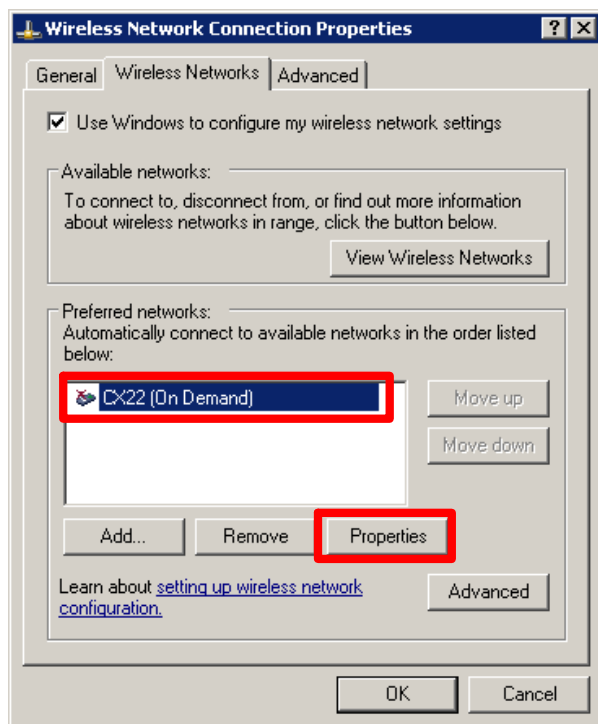 Wireless Network Connection Properties
General Wireless Networks Advanced
Use Windows to configure my wireless network settings
Available networks:
To connect to, disconnect from, or find out more information
about wireless networks in range, click the button below.
View Wireless Networks
Preferred networks:
Automatically connect to available networks in the order listed
below:
CX22 (On Demand)
Move up
Move down
Add... Remove Properties
Learn about setting up wireless network
configuration.
Advanced
OK Cancel